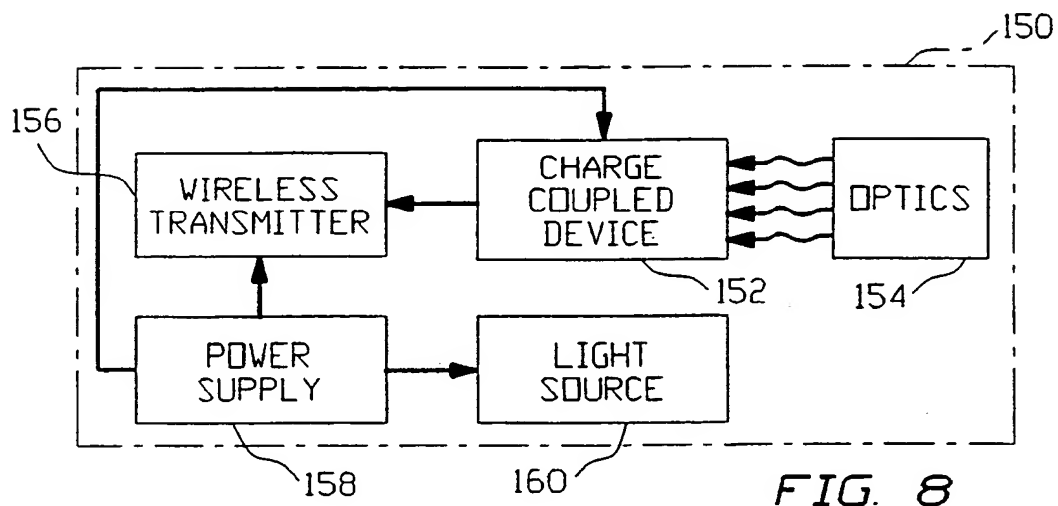 150
156
WIRELESS
TRANSMITTER
CHARGE
COUPLED
DEVICE
OPTICS
152
154
POWER
SUPPLY
LIGHT
SOURCE
158
160
FIG. 8